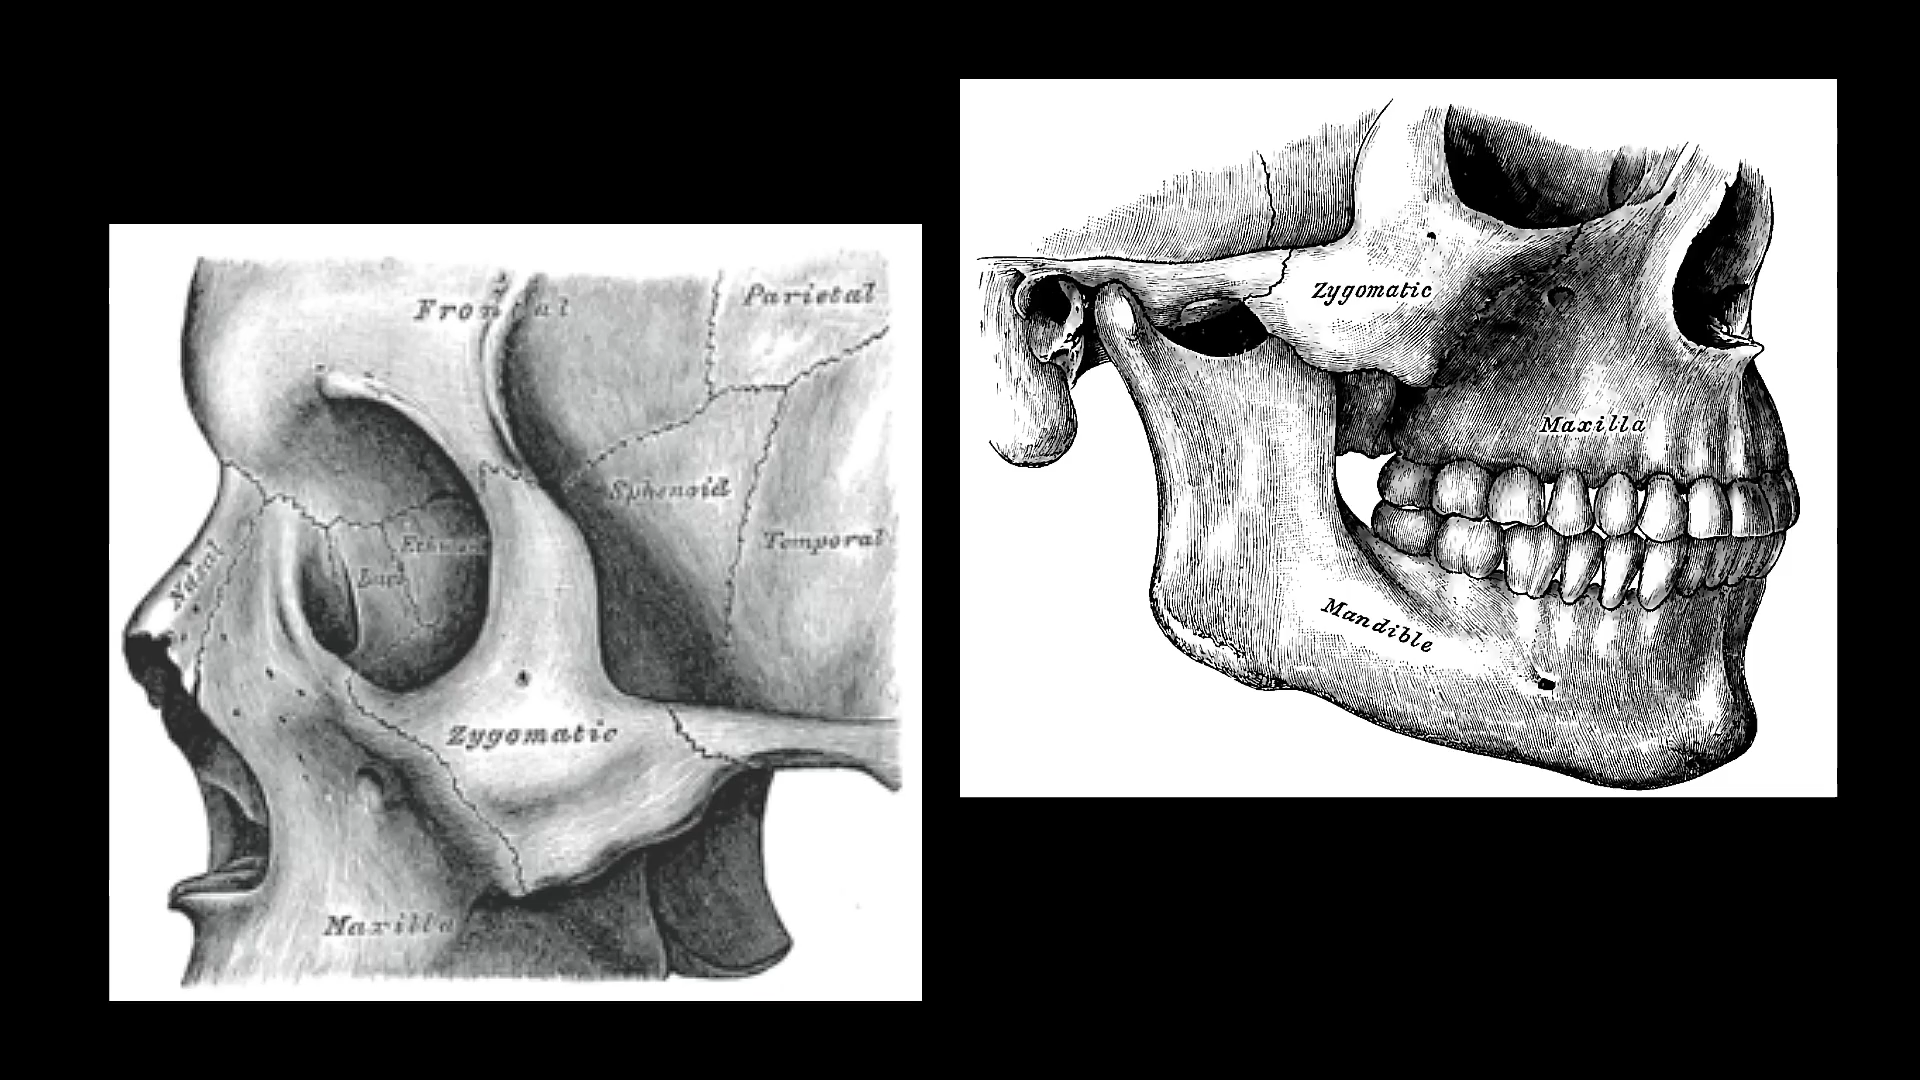 Frontal
Parietal
Sphenoid
Temporal
Nasal
Zygomatic
Maxilla
Zygomatic
Maxilla
Mandible